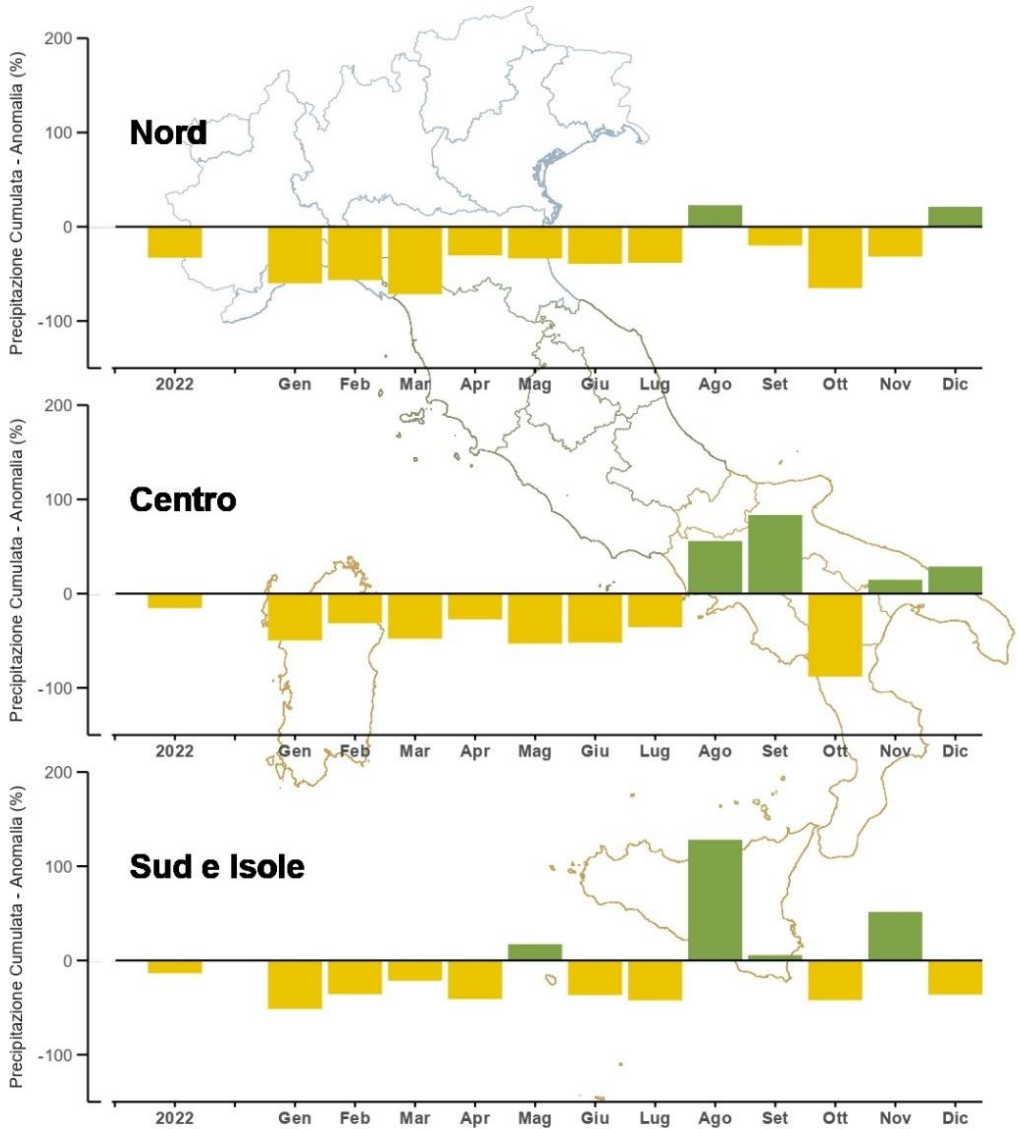 Precipitazione Cumulata - Anomalia (%)
200
100
0
-100
Nord
2022 Gen Feb Mar Apr Mag Giu Lug Ago Set Ott Nov Dic
Precipitazione Cumulata - Anomalia (%)
200
100
0
-100
Centro
2022 Gen Feb Mar Apr Mag Giu Lug Ago Set Ott Nov Dic
Precipitazione Cumulata - Anomalia (%)
200
100
0
-100
Sud e Isole
2022 Gen Feb Mar Apr Mag Giu Lug Ago Set Ott Nov Dic